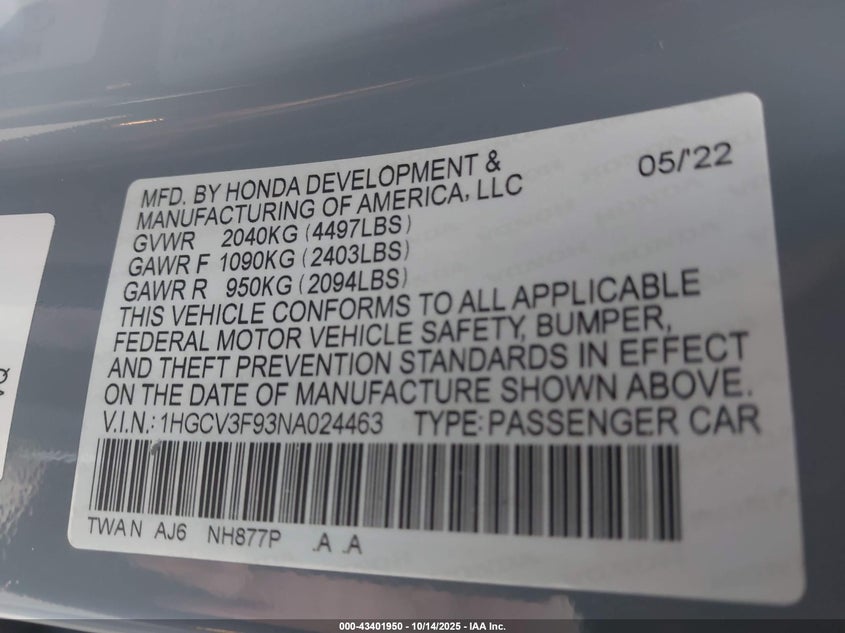 MFD. BY HONDA DEVELOPMENT &
MANUFACTURING OF AMERICA, LLC
05/'22
GVWR 2040KG (4497LBS)
GAWR F 1090KG (2403LBS)
GAWR R 950KG (2094LBS)
THIS VEHICLE CONFORMS TO ALL APPLICABLE
FEDERAL MOTOR VEHICLE SAFETY, BUMPER,
AND THEFT PREVENTION STANDARDS IN EFFECT
ON THE DATE OF MANUFACTURE SHOWN ABOVE.
V.I.N.: 1HGCV3F93NA024463 TYPE: PASSENGER CAR
TWA N AJ6 NH877P .A .A
000-43401950 - 10/14/2025 - IAA Inc.